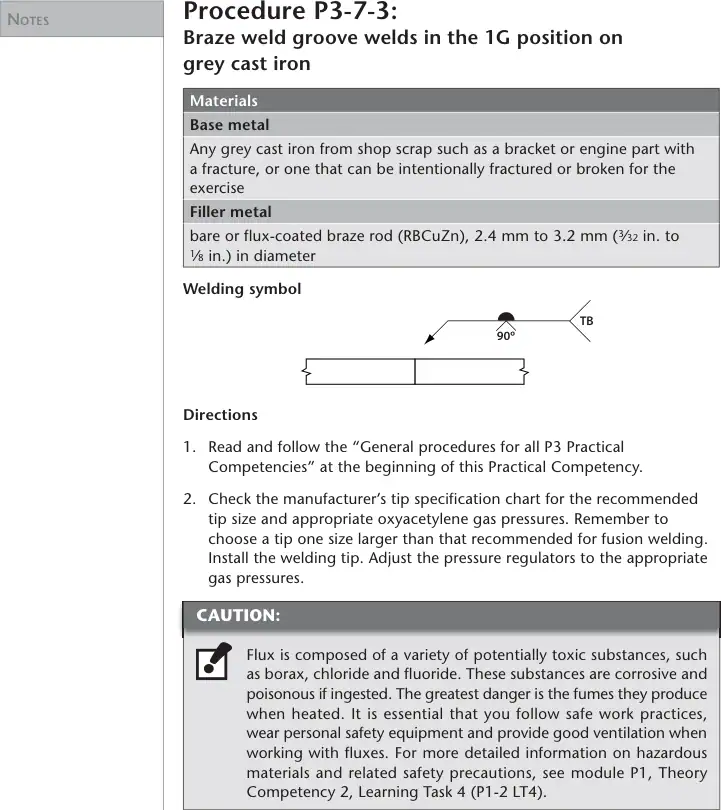 NOTES
Procedure P3-7-3:
Braze weld groove welds in the 1G position on
grey cast iron
Materials
Base metal
Any grey cast iron from shop scrap such as a bracket or engine part with
a fracture, or one that can be intentionally fractured or broken for the
exercise
Filler metal
bare or flux-coated braze rod (RBCuZn), 2.4 mm to 3.2 mm (3⁄32 in. to
1⁄8 in.) in diameter
Welding symbol
TB
90º
Directions
1. Read and follow the “General procedures for all P3 Practical
Competencies” at the beginning of this Practical Competency.
2. Check the manufacturer’s tip specification chart for the recommended
tip size and appropriate oxyacetylene gas pressures. Remember to
choose a tip one size larger than that recommended for fusion welding.
Install the welding tip. Adjust the pressure regulators to the appropriate
gas pressures.
CAUTION:
Flux is composed of a variety of potentially toxic substances, such
as borax, chloride and fluoride. These substances are corrosive and
poisonous if ingested. The greatest danger is the fumes they produce
when heated. It is essential that you follow safe work practices,
wear personal safety equipment and provide good ventilation when
working with fluxes. For more detailed information on hazardous
materials and related safety precautions, see module P1, Theory
Competency 2, Learning Task 4 (P1-2 LT4).